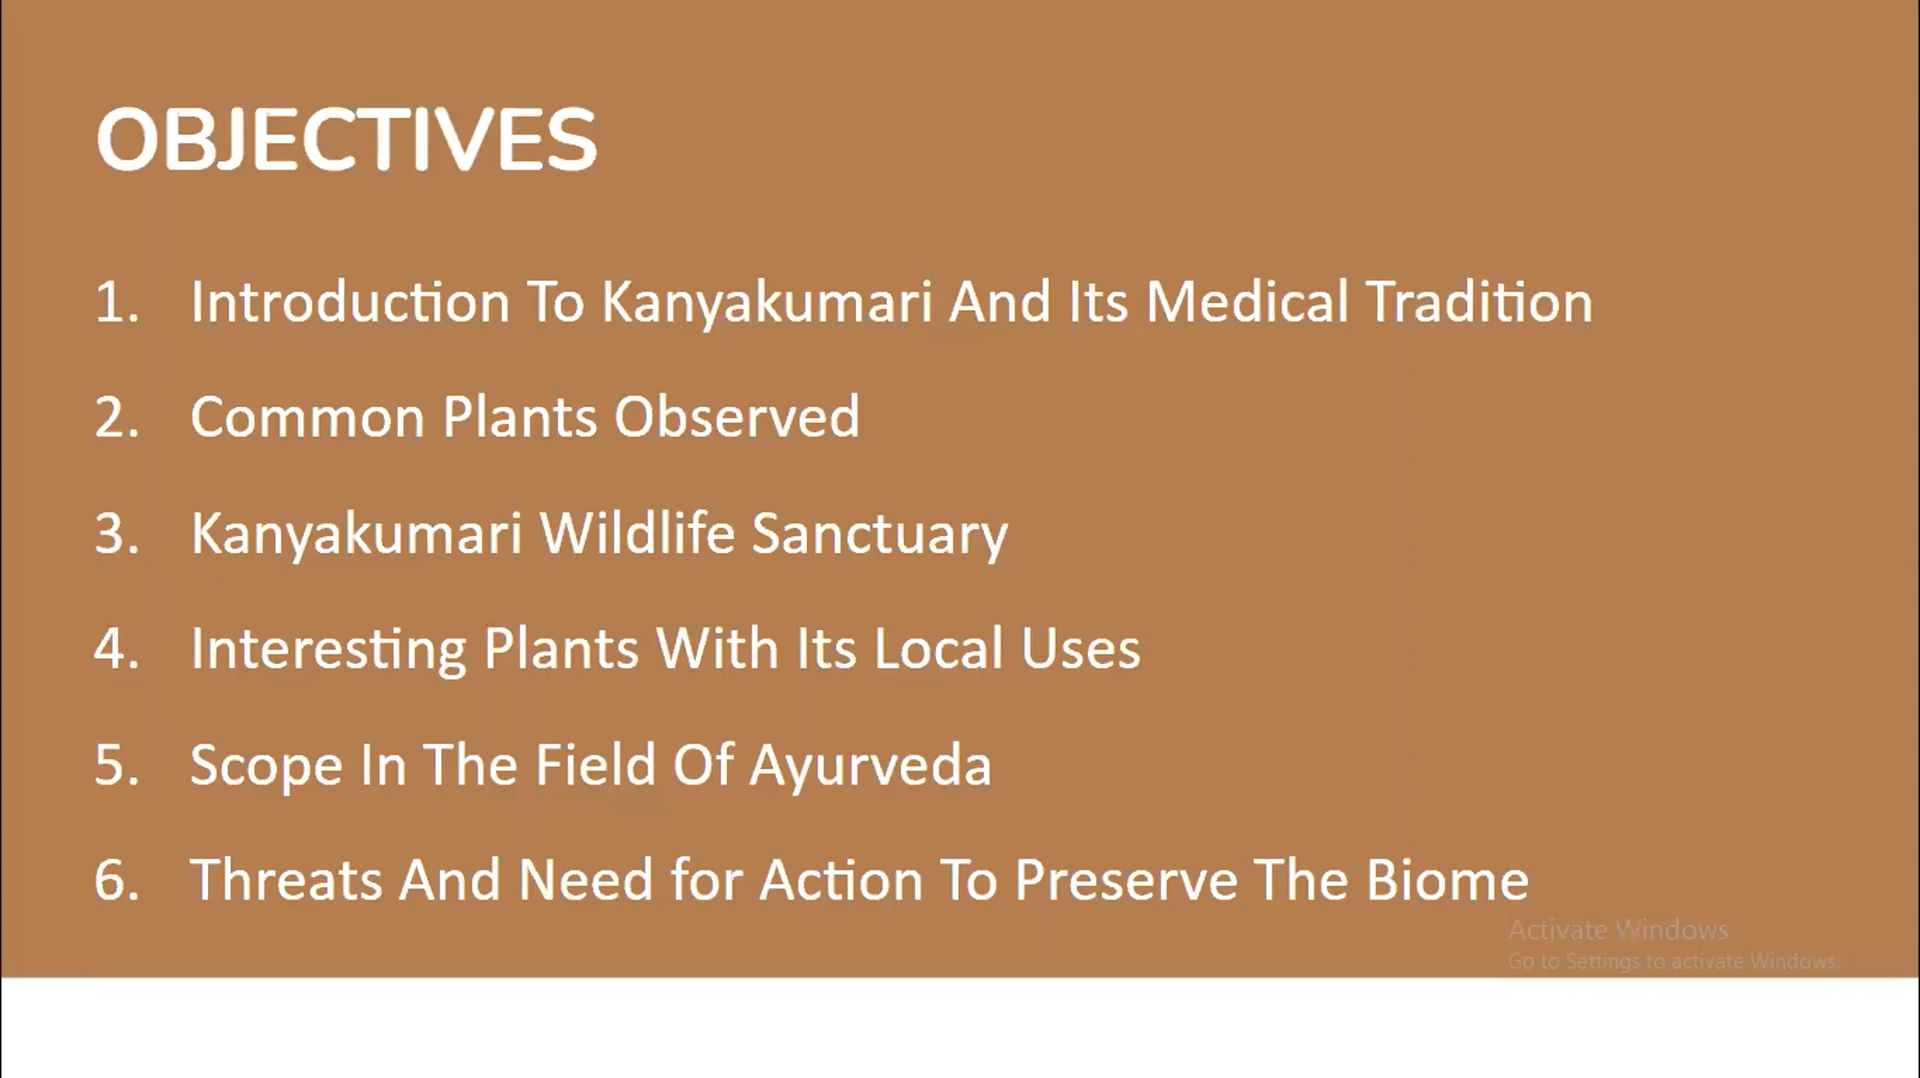 OBJECTIVES
1. Introduction To Kanyakumari And Its Medical Tradition
2. Common Plants Observed
3. Kanyakumari Wildlife Sanctuary
4. Interesting Plants With Its Local Uses
5. Scope In The Field Of Ayurveda
6. Threats And Need for Action To Preserve The Biome
Activate Windows
Go to Settings to activate Windows.